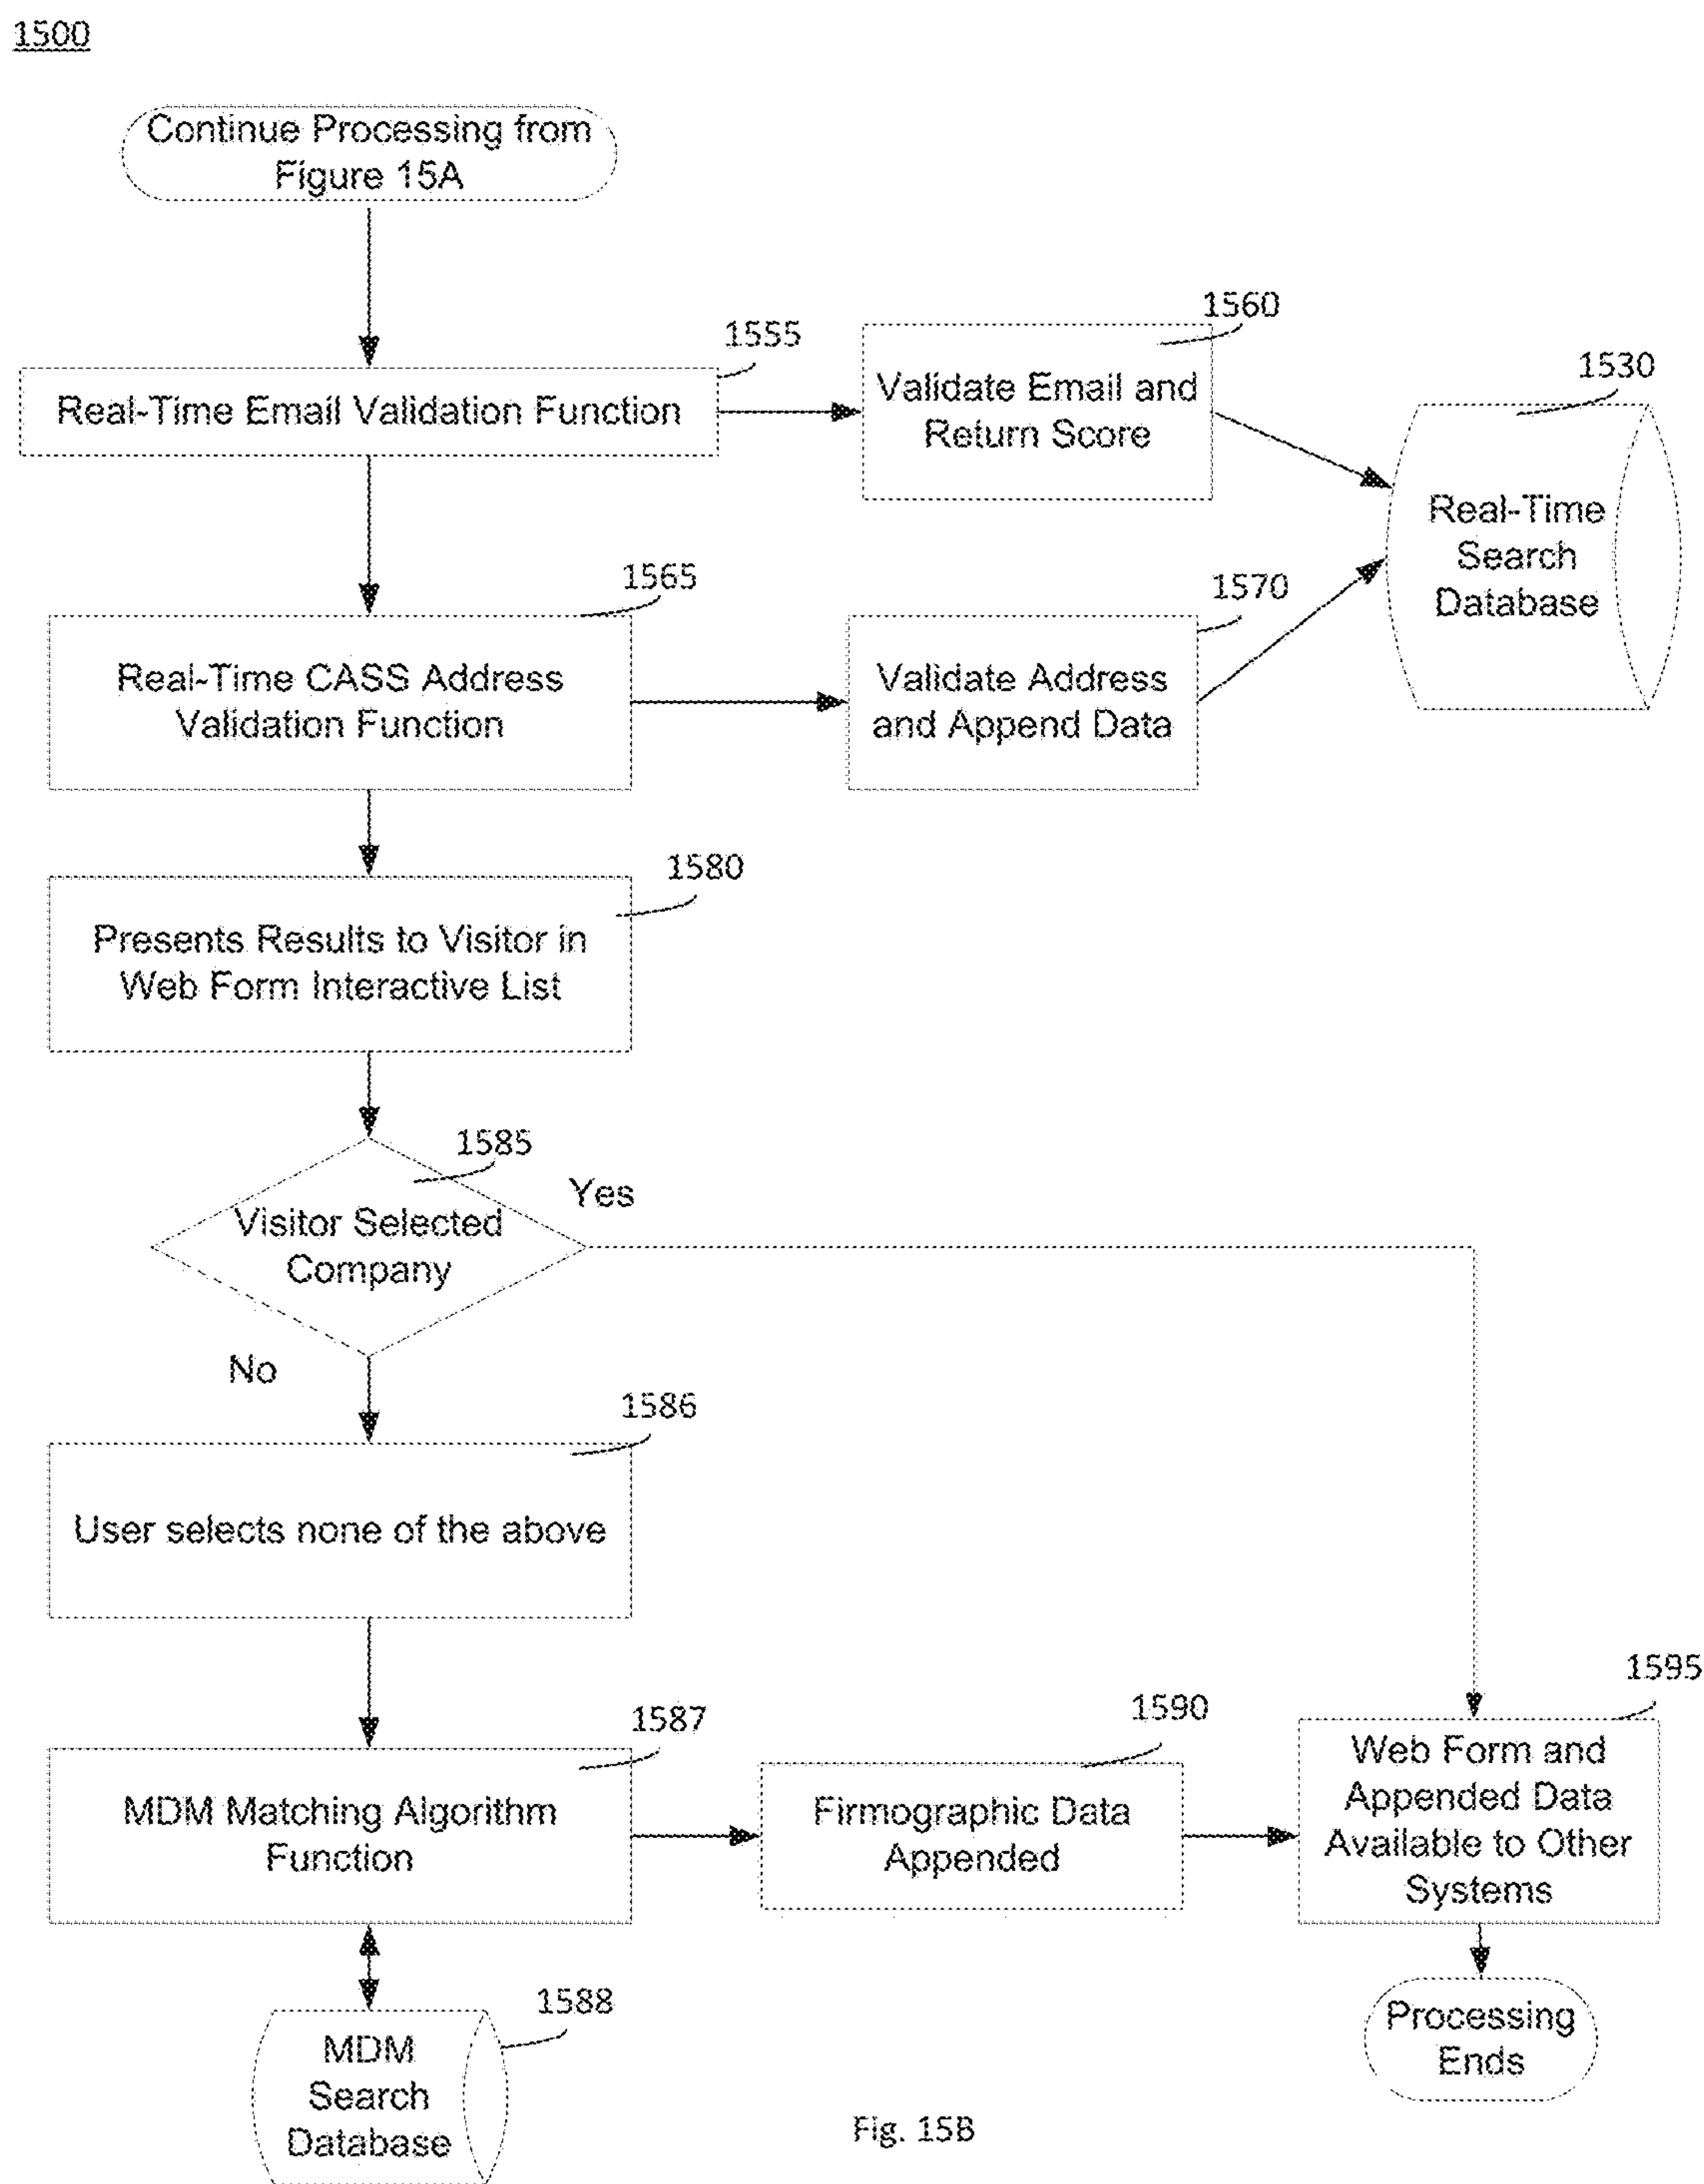 1500
Continue Processing from
Figure 15A
1555
Real-Time Email Validation Function
1560
Validate Email and
Return Score
1530
Real-Time
Search
Database
1565
Real-Time CASS Address
Validation Function
1570
Validate Address
and Append Data
1580
Presents Results to Visitor in
Web Form Interactive List
1585
Visitor Selected
Company
Yes
No
1586
User selects none of the above
1587
MDM Matching Algorithm
Function
1590
Firmographic Data
Appended
1595
Web Form and
Appended Data
Available to Other
Systems
1588
MDM
Search
Database
Processing
Ends
Fig. 15B